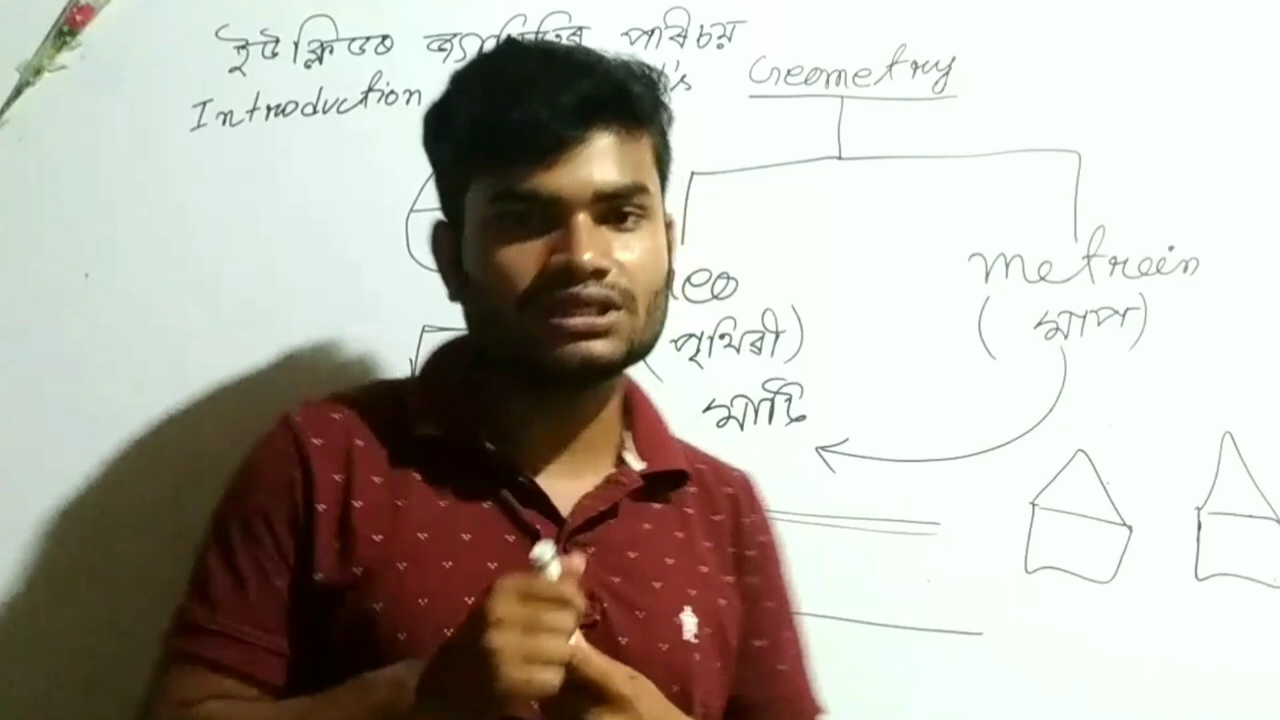 ইউক্লিডৰ জ্যামিতিৰ পৰিচয়
Introduction
Geometry
Metrein
(পৃথিৱী)
(মাপ)
মাটি